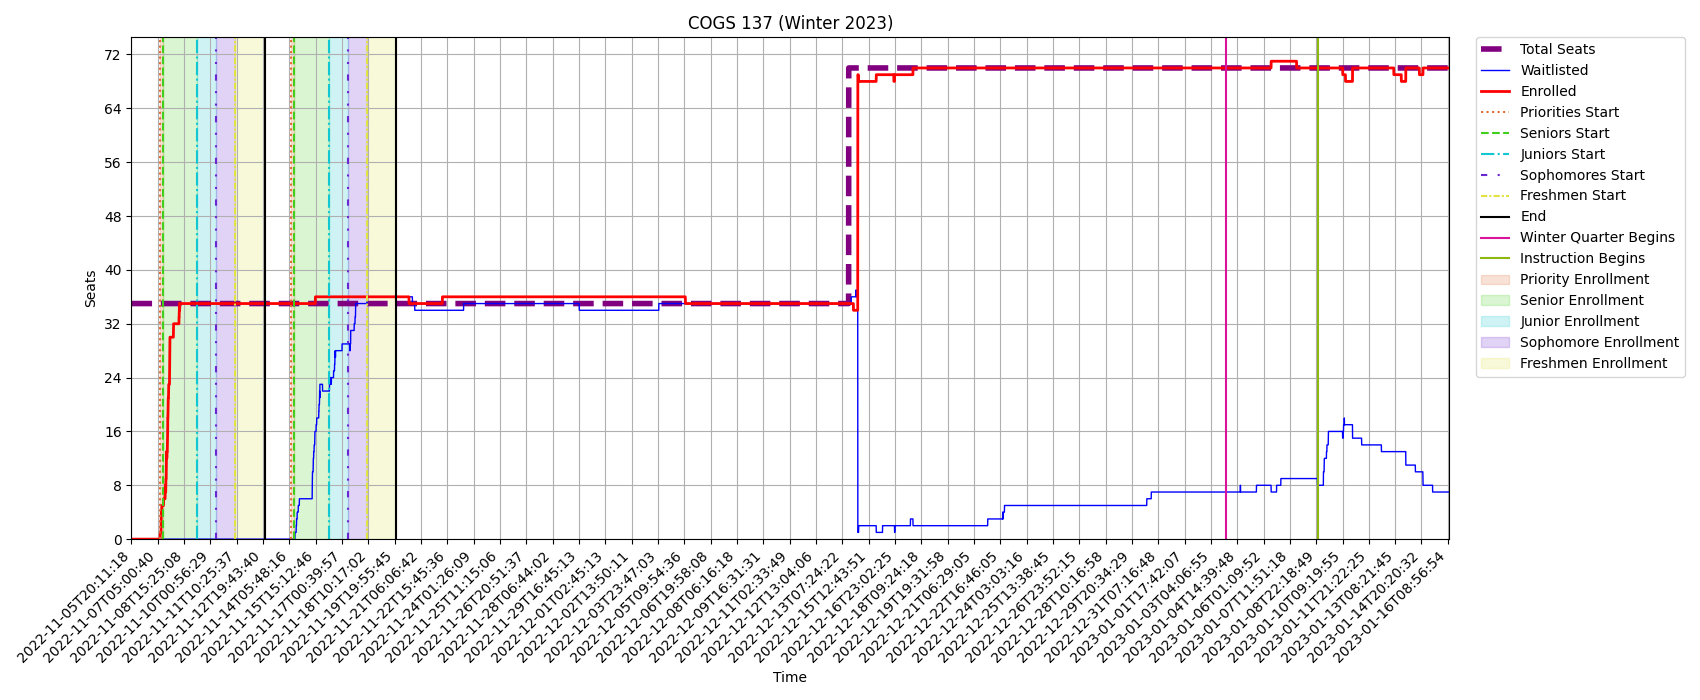 COGS 137 (Winter 2023)
72
64
56
48
40
32
24
16
8
0
Seats
2022-11-05T20:11:18
2022-11-07T05:00:40
2022-11-08T15:25:08
2022-11-10T00:56:29
2022-11-11T10:25:37
2022-11-12T19:43:40
2022-11-14T05:48:16
2022-11-15T15:12:46
2022-11-17T00:39:57
2022-11-18T10:17:02
2022-11-19T19:55:45
2022-11-21T06:06:42
2022-11-22T15:45:36
2022-11-24T01:26:09
2022-11-25T11:15:06
2022-11-26T20:51:37
2022-11-28T06:44:02
2022-11-29T16:45:13
2022-12-01T02:45:13
2022-12-02T13:50:11
2022-12-03T23:47:03
2022-12-05T09:54:36
2022-12-06T19:58:08
2022-12-08T06:16:18
2022-12-09T16:31:31
2022-12-11T02:33:49
2022-12-12T13:04:06
2022-12-13T07:24:22
2022-12-15T12:43:51
2022-12-16T23:02:25
2022-12-18T09:24:18
2022-12-19T19:31:58
2022-12-21T06:29:05
2022-12-22T16:46:05
2022-12-24T03:03:16
2022-12-25T13:38:45
2022-12-26T23:52:15
2022-12-28T10:16:58
2022-12-29T20:34:29
2022-12-31T07:16:48
2023-01-01T17:42:07
2023-01-03T04:06:55
2023-01-04T14:39:48
2023-01-06T01:09:52
2023-01-07T11:51:18
2023-01-08T22:18:49
2023-01-10T09:19:55
2023-01-11T21:22:25
2023-01-13T08:21:45
2023-01-14T20:20:32
2023-01-16T08:56:54
Time
Total Seats
Waitlisted
Enrolled
Priorities Start
Seniors Start
Juniors Start
Sophomores Start
Freshmen Start
End
Winter Quarter Begins
Instruction Begins
Priority Enrollment
Senior Enrollment
Junior Enrollment
Sophomore Enrollment
Freshmen Enrollment